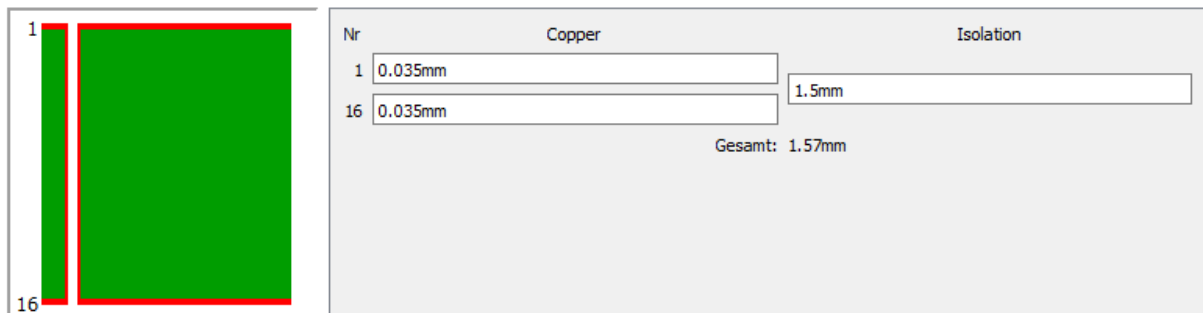 1
16
Nr Copper Isolation
1 0.035mm
1.5mm
16 0.035mm
Gesamt: 1.57mm